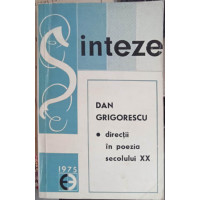 Sinteze
DAN
GRIGORESCU
• direcții
în poezia
secolului XX
1975